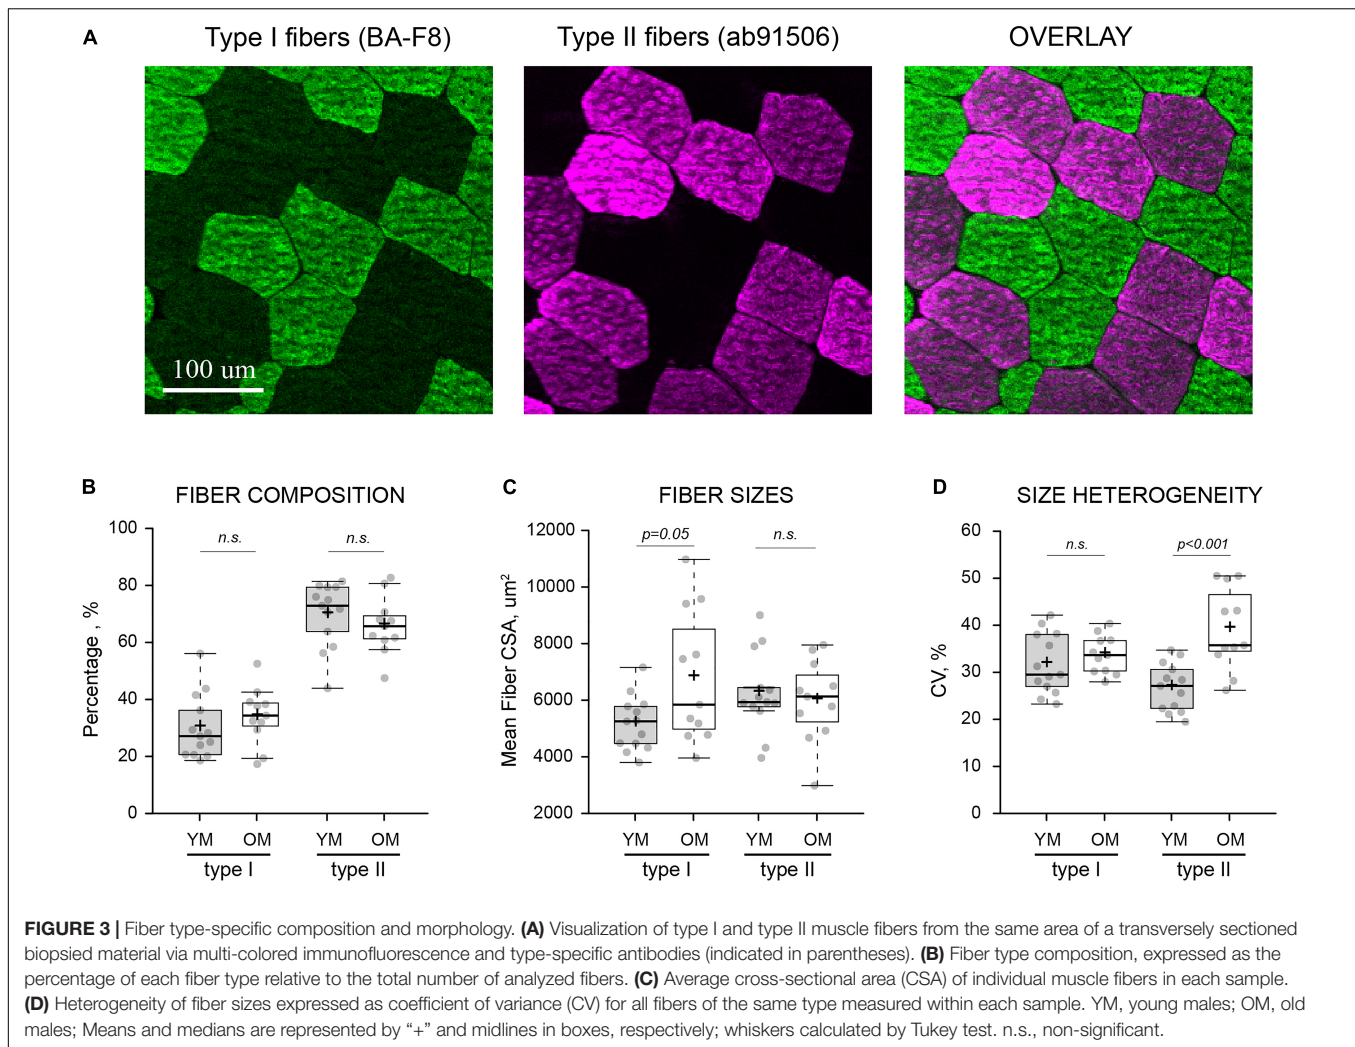 A
Type I fibers (BA-F8)
Type II fibers (ab91506)
OVERLAY
100 um
B
FIBER COMPOSITION
Percentage , %
100
80
60
40
20
0
n.s.
n.s.
YM
OM
YM
OM
type I
type II
C
FIBER SIZES
Mean Fiber CSA, um²
12000
10000
8000
6000
4000
2000
p=0.05
n.s.
YM
OM
YM
OM
type I
type II
D
SIZE HETEROGENEITY
CV, %
60
50
40
30
20
10
0
n.s.
p<0.001
YM
OM
YM
OM
type I
type II
FIGURE 3 | Fiber type-specific composition and morphology. (A) Visualization of type I and type II muscle fibers from the same area of a transversely sectioned
biopsied material via multi-colored immunofluorescence and type-specific antibodies (indicated in parentheses). (B) Fiber type composition, expressed as the
percentage of each fiber type relative to the total number of analyzed fibers. (C) Average cross-sectional area (CSA) of individual muscle fibers in each sample.
(D) Heterogeneity of fiber sizes expressed as coefficient of variance (CV) for all fibers of the same type measured within each sample. YM, young males; OM, old
males; Means and medians are represented by “+” and midlines in boxes, respectively; whiskers calculated by Tukey test. n.s., non-significant.